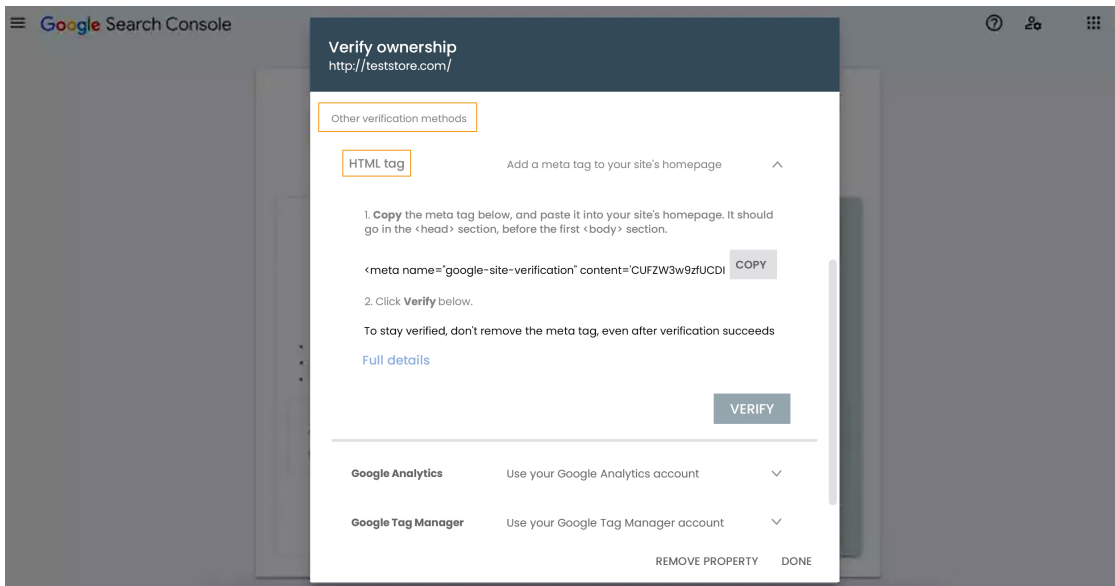 Google Search Console
Verify ownership
http://teststore.com/
Other verification methods
HTML tag
Add a meta tag to your site's homepage
1. Copy the meta tag below, and paste it into your site's homepage. It should
go in the <head> section, before the first <body> section.
<meta name="google-site-verification" content='CUFZW3w9zfUCDI
COPY
2. Click Verify below.
To stay verified, don't remove the meta tag, even after verification succeeds
Full details
VERIFY
Google Analytics
Use your Google Analytics account
Google Tag Manager
Use your Google Tag Manager account
REMOVE PROPERTY
DONE